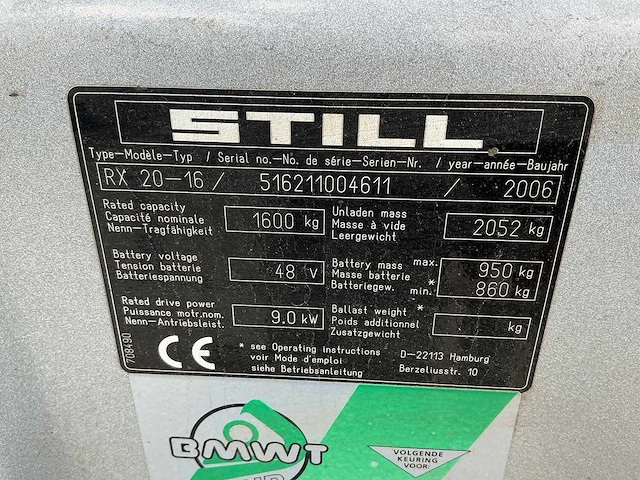 STILL
Type-Modèle-Typ / Serial no.-No. de série-Serien-Nr. / year-année-Baujahr
RX 20-16 / 516211004611 / 2006
Rated capacity
Capacité nominale
Nenn-Tragfähigkeit
1600 kg
Unladen mass
Masse à vide
Leergewicht
2052 kg
Battery voltage
Tension batterie
Batteriespannung
48 V
Battery mass max.
Masse batterie *
Batteriegew. min.
950 kg
860 kg
Rated drive power
Puissance motr.nom.
Nenn-Antriebsleist.
9.0 kW
Ballast weight *
Poids additionnel
Zusatzgewicht
kg
708490
CE
* see Operating instructions
voir Mode d'emploi
siehe Betriebsanleitung
D-22113 Hamburg
Berzeliusstr. 10
BMWT
VOLGENDE
KEURING
VOOR: